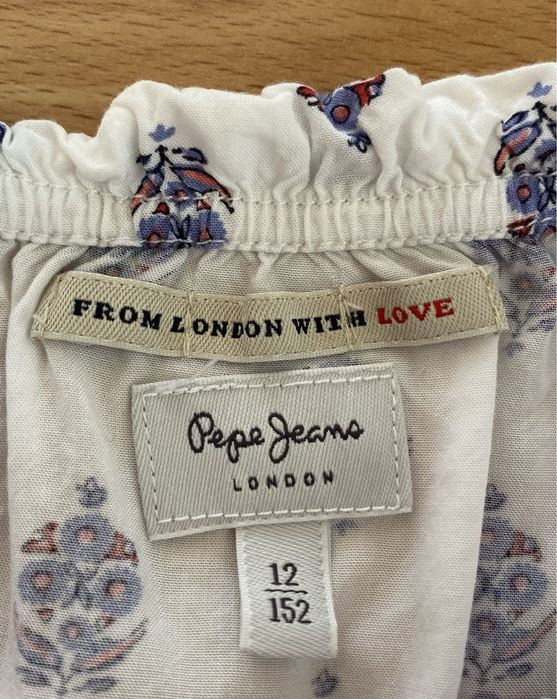 FROM LONDON WITH LOVE
Pepe Jeans
LONDON
12
152